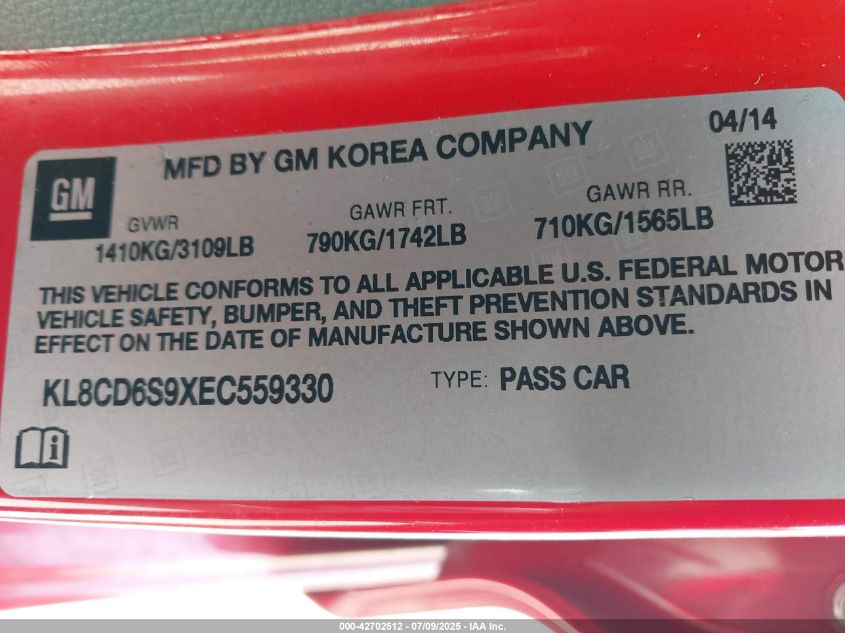 GM
MFD BY GM KOREA COMPANY
04/14
GVWR
1410KG/3109LB
GAWR FRT.
790KG/1742LB
GAWR RR.
710KG/1565LB
THIS VEHICLE CONFORMS TO ALL APPLICABLE U.S. FEDERAL MOTOR
VEHICLE SAFETY, BUMPER, AND THEFT PREVENTION STANDARDS IN
EFFECT ON THE DATE OF MANUFACTURE SHOWN ABOVE.
KL8CD6S9XEC559330
TYPE: PASS CAR
000-42702512 - 07/09/2025 - IAA Inc.